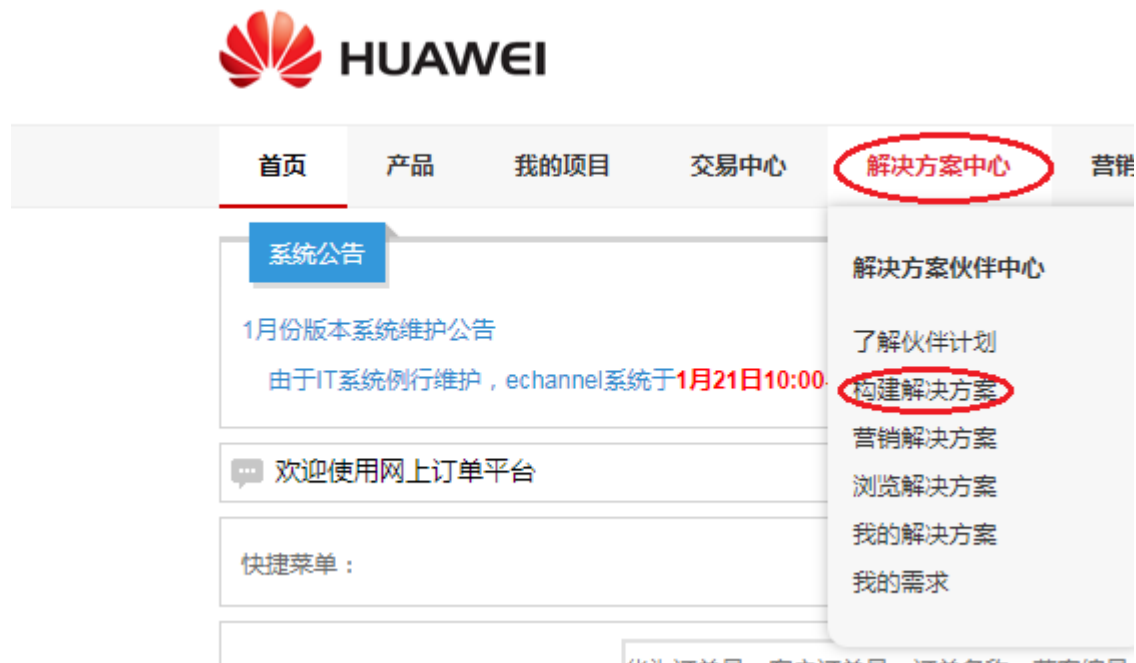 HUAWEI
首页 产品 我的项目 交易中心 解决方案中心 营销
系统公告
解决方案伙伴中心
1月份版本系统维护公告
了解伙伴计划
由于IT系统例行维护，echannel系统于1月21日10:00
构建解决方案
营销解决方案
欢迎使用网上订单平台
浏览解决方案
我的解决方案
快捷菜单：
我的需求